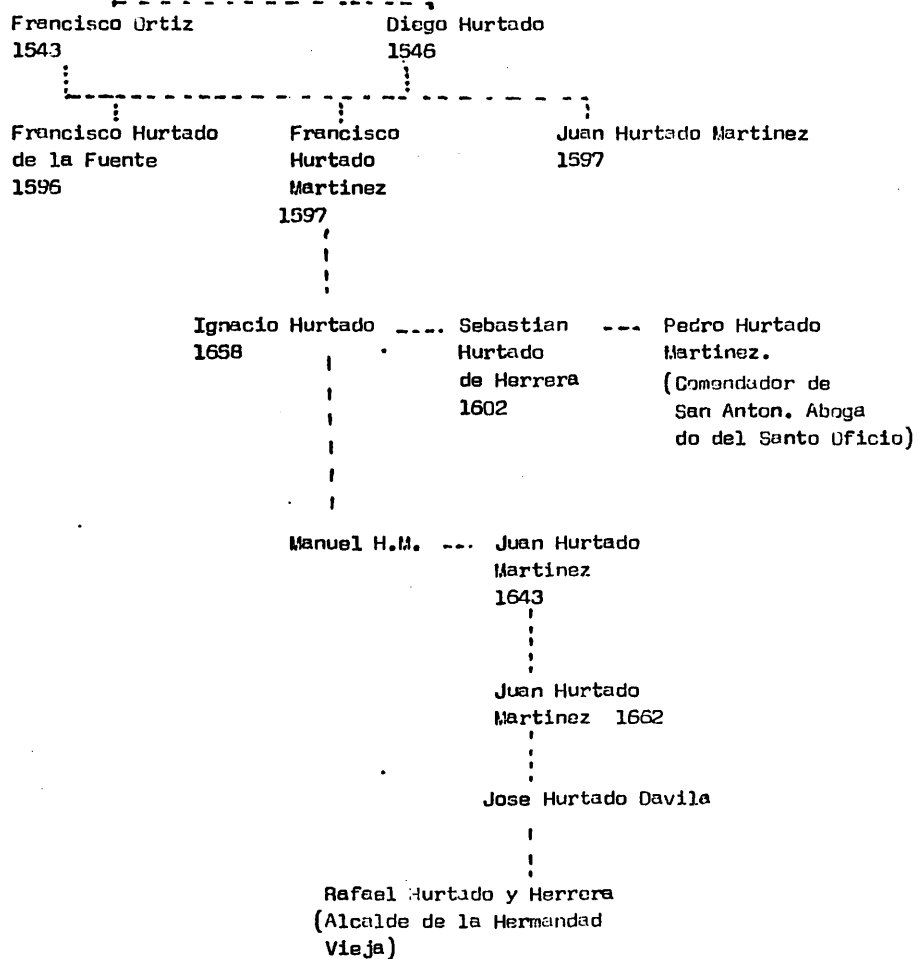 Francisco Ortiz Diego Hurtado
1543 1546
Francisco Hurtado Francisco Juan Hurtado Martinez
de la Fuente Hurtado 1597
1596 Martinez
1597
Ignacio Hurtado .... Sebastian --- Pedro Hurtado
1658 Hurtado Martinez.
de Herrera (Comendador de
1602 San Anton. Aboga
do del Santo Oficio)
Manuel H.M. --- Juan Hurtado
Martinez
1643
Juan Hurtado
Martinez 1662
Jose Hurtado Davila
Rafael Hurtado y Herrera
(Alcalde de la Hermandad
Vieja)